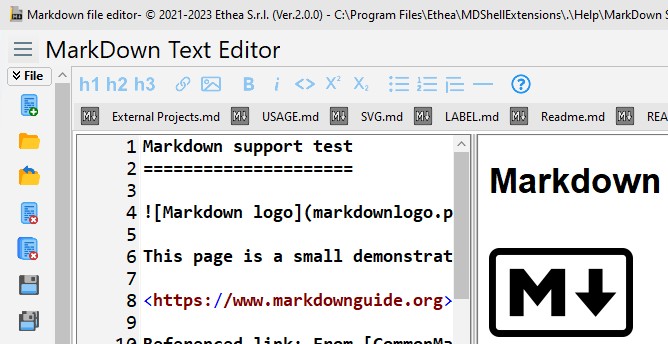 Markdown file editor- © 2021-2023 Ethea S.r.l. (Ver.2.0.0) - C:\Program Files\Ethea\MDShellExtensions\.\Help\MarkDown S
MarkDown Text Editor
File
h1 h2 h3 B i <> X² X₂ ?
External Projects.md USAGE.md SVG.md LABEL.md Readme.md REA
1 Markdown support test
2 =====================
3
4 ![Markdown logo](markdownlogo.p
5
6 This page is a small demonstrat
7
8 <https://www.markdownguide.org>
9
10 Referenced link: From [CommonMa
Markdown
M